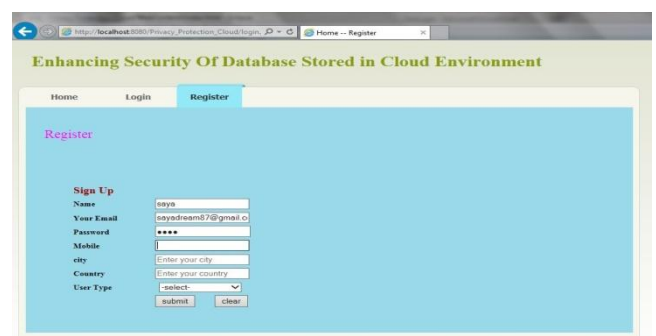 http://localhost:8080/Privacy_Protection_Cloud/login.
Home -- Register
Enhancing Security Of Database Stored in Cloud Environment
Home Login Register
Register
Sign Up
Name saya
Your Email sayadream87@gmail.c
Password ••••
Mobile
city Enter your city
Country Enter your country
User Type -select-
submit clear